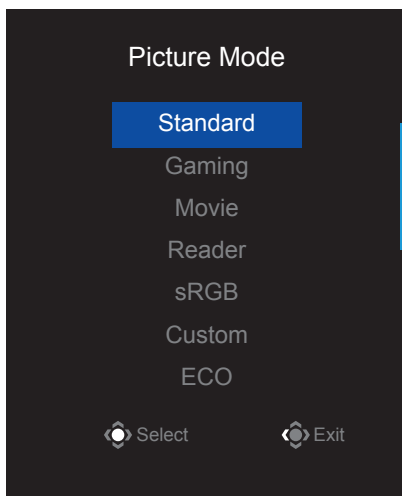 Picture Mode
Standard
Gaming
Movie
Reader
sRGB
Custom
ECO
Select Exit